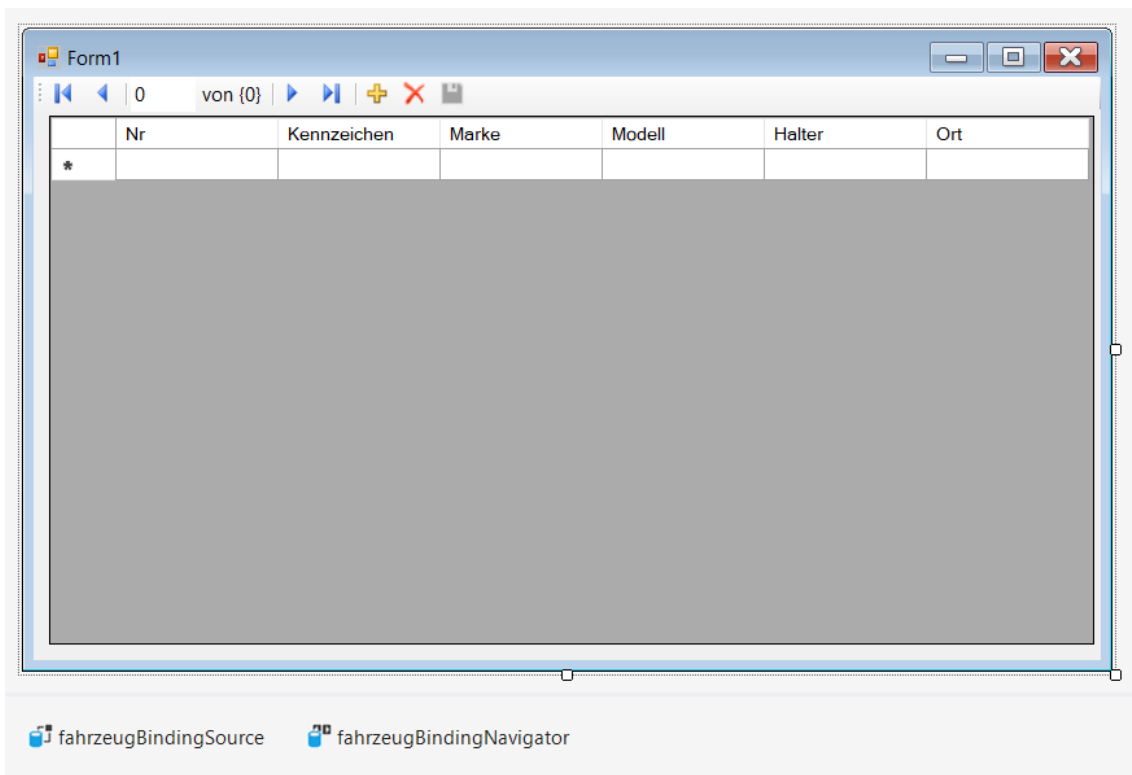 Form1
0 von {0}
Nr Kennzeichen Marke Modell Halter Ort
*
fahrzeugBindingSource fahrzeugBindingNavigator